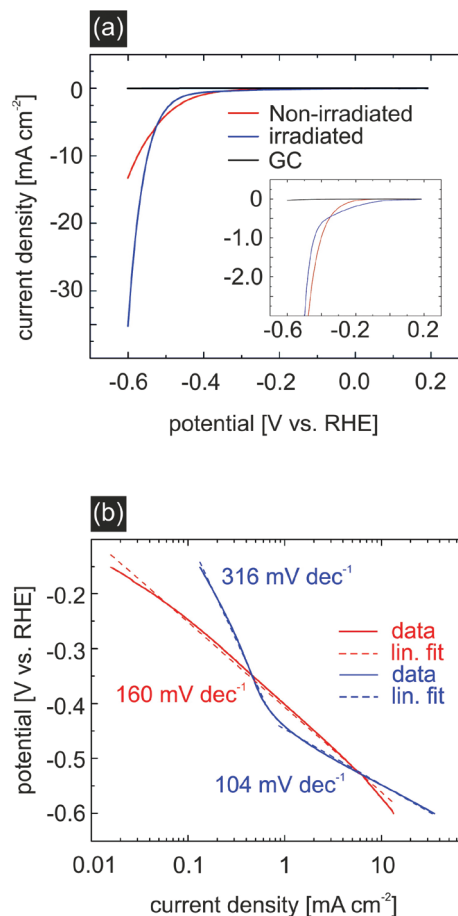 (a)
0
-10
-20
-30
current density [mA cm⁻²]
Non-irradiated
irradiated
GC
0
-1.0
-2.0
-0.6
-0.2
0.2
-0.6
-0.4
-0.2
0.0
0.2
potential [V vs. RHE]
(b)
-0.2
-0.3
-0.4
-0.5
-0.6
potential [V vs. RHE]
316 mV dec⁻¹
160 mV dec⁻¹
104 mV dec⁻¹
data
lin. fit
data
lin. fit
0.01
0.1
1
10
current density [mA cm⁻²]